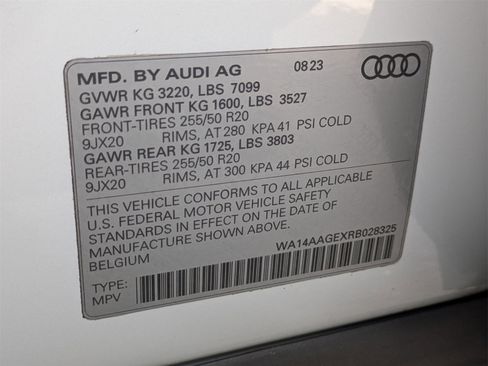 MFD. BY AUDI AG 08 23
GVWR KG 3220, LBS 7099
GAWR FRONT KG 1600, LBS 3527
FRONT-TIRES 255/50 R20
9JX20 RIMS, AT 280 KPA 41 PSI COLD
GAWR REAR KG 1725, LBS 3803
REAR-TIRES 255/50 R20
9JX20 RIMS, AT 300 KPA 44 PSI COLD
THIS VEHICLE CONFORMS TO ALL APPLICABLE
U.S. FEDERAL MOTOR VEHICLE SAFETY
STANDARDS IN EFFECT ON THE DATE OF
MANUFACTURE SHOWN ABOVE.
BELGIUM
WA14AAGEXRB028325
TYPE:
MPV